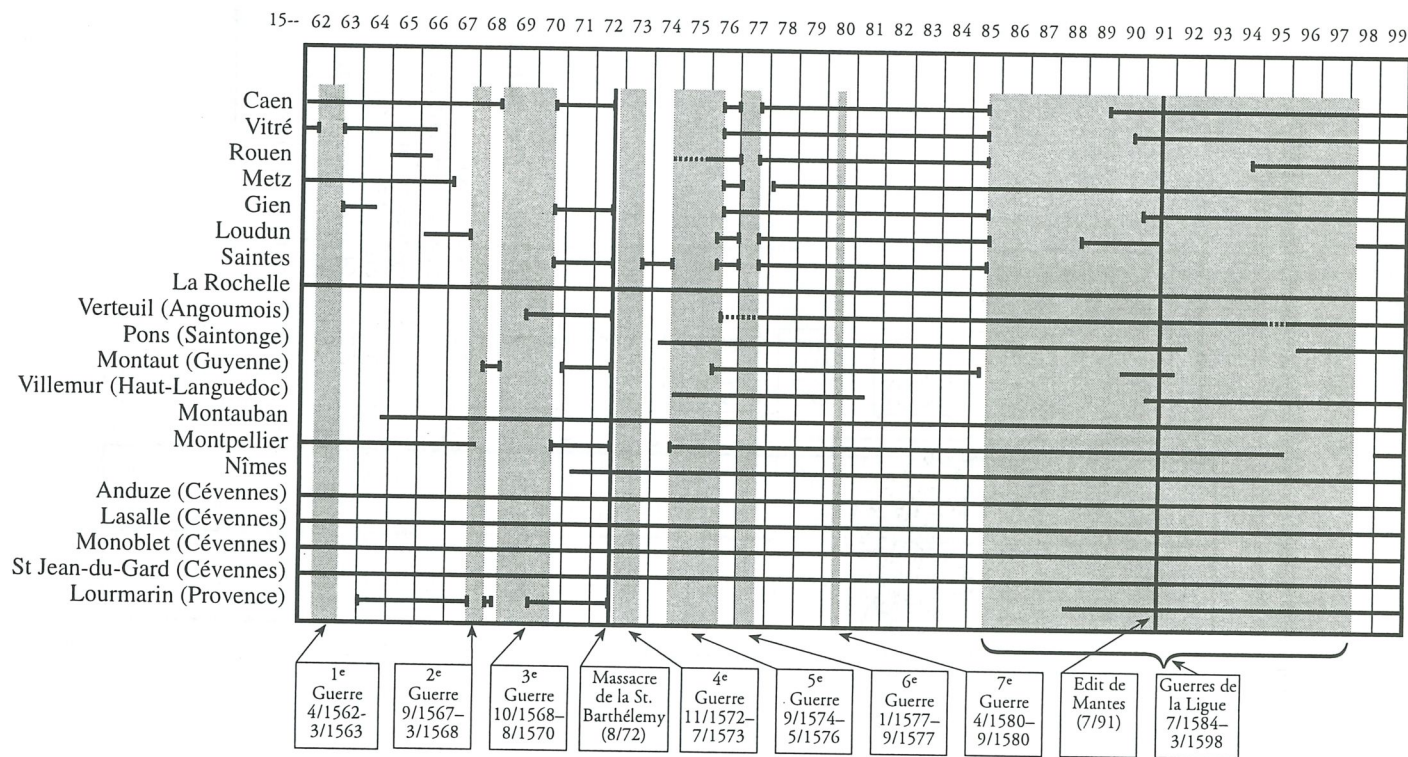 15-- 62 63 64 65 66 67 68 69 70 71 72 73 74 75 76 77 78 79 80 81 82 83 84 85 86 87 88 89 90 91 92 93 94 95 96 97 98 99
Caen
Vitré
Rouen
Metz
Gien
Loudun
Saintes
La Rochelle
Verteuil (Angoumois)
Pons (Saintonge)
Montaut (Guyenne)
Villemur (Haut-Languedoc)
Montauban
Montpellier
Nîmes
Anduze (Cévennes)
Lasalle (Cévennes)
Monoblet (Cévennes)
St Jean-du-Gard (Cévennes)
Lourmarin (Provence)
1e
Guerre
4/1562-
3/1563
2e
Guerre
9/1567–
3/1568
3e
Guerre
10/1568–
8/1570
Massacre
de la St.
Barthélemy
(8/72)
4e
Guerre
11/1572–
7/1573
5e
Guerre
9/1574–
5/1576
6e
Guerre
1/1577–
9/1577
7e
Guerre
4/1580–
9/1580
Edit de
Mantes
(7/91)
Guerres de
la Ligue
7/1584–
3/1598